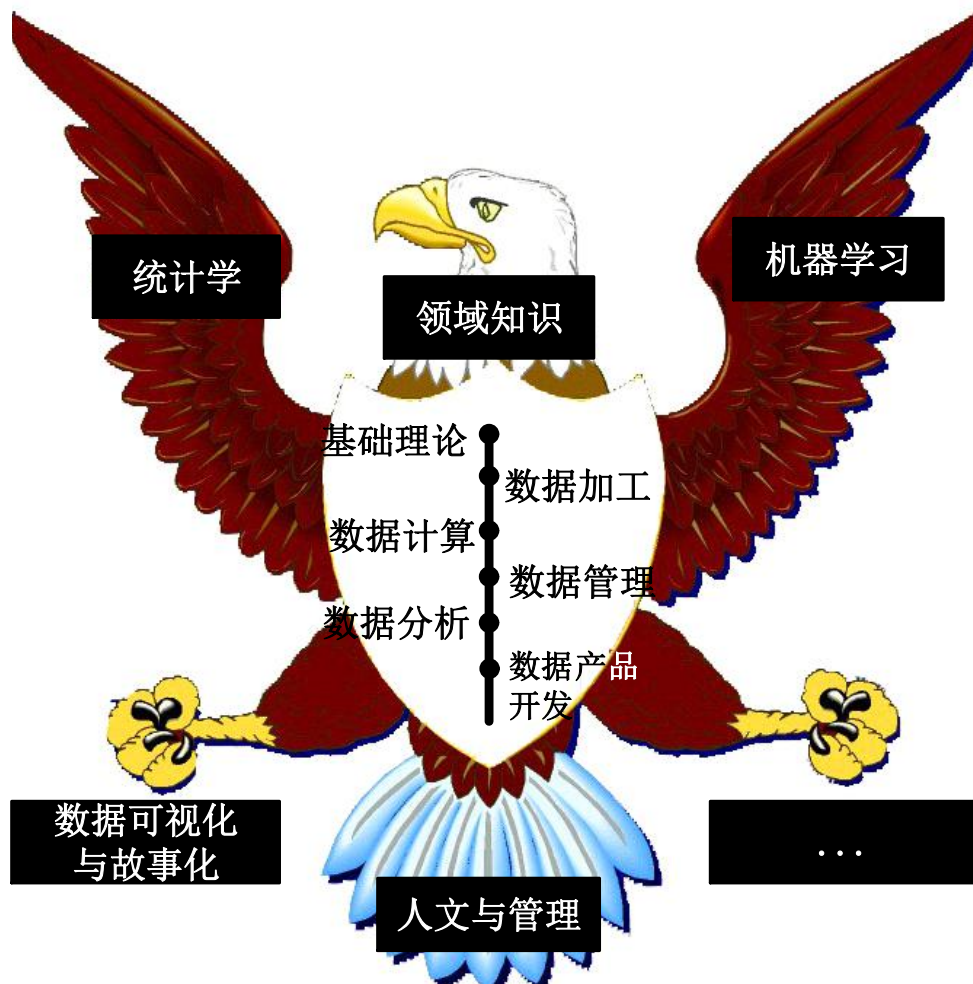 统计学
机器学习
领域知识
基础理论
数据加工
数据计算
数据管理
数据分析
数据产品
开发
数据可视化
与故事化
...
人文与管理